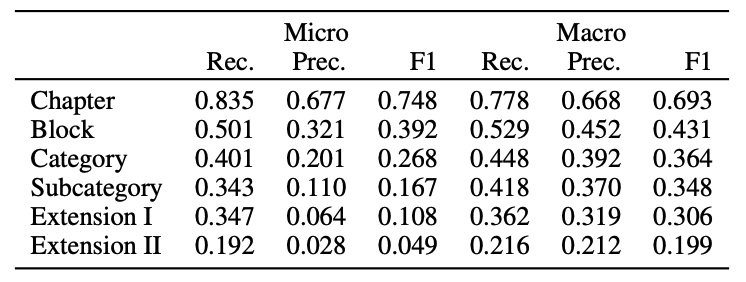 Micro Macro
Rec. Prec. F1 Rec. Prec. F1
Chapter 0.835 0.677 0.748 0.778 0.668 0.693
Block 0.501 0.321 0.392 0.529 0.452 0.431
Category 0.401 0.201 0.268 0.448 0.392 0.364
Subcategory 0.343 0.110 0.167 0.418 0.370 0.348
Extension I 0.347 0.064 0.108 0.362 0.319 0.306
Extension II 0.192 0.028 0.049 0.216 0.212 0.199